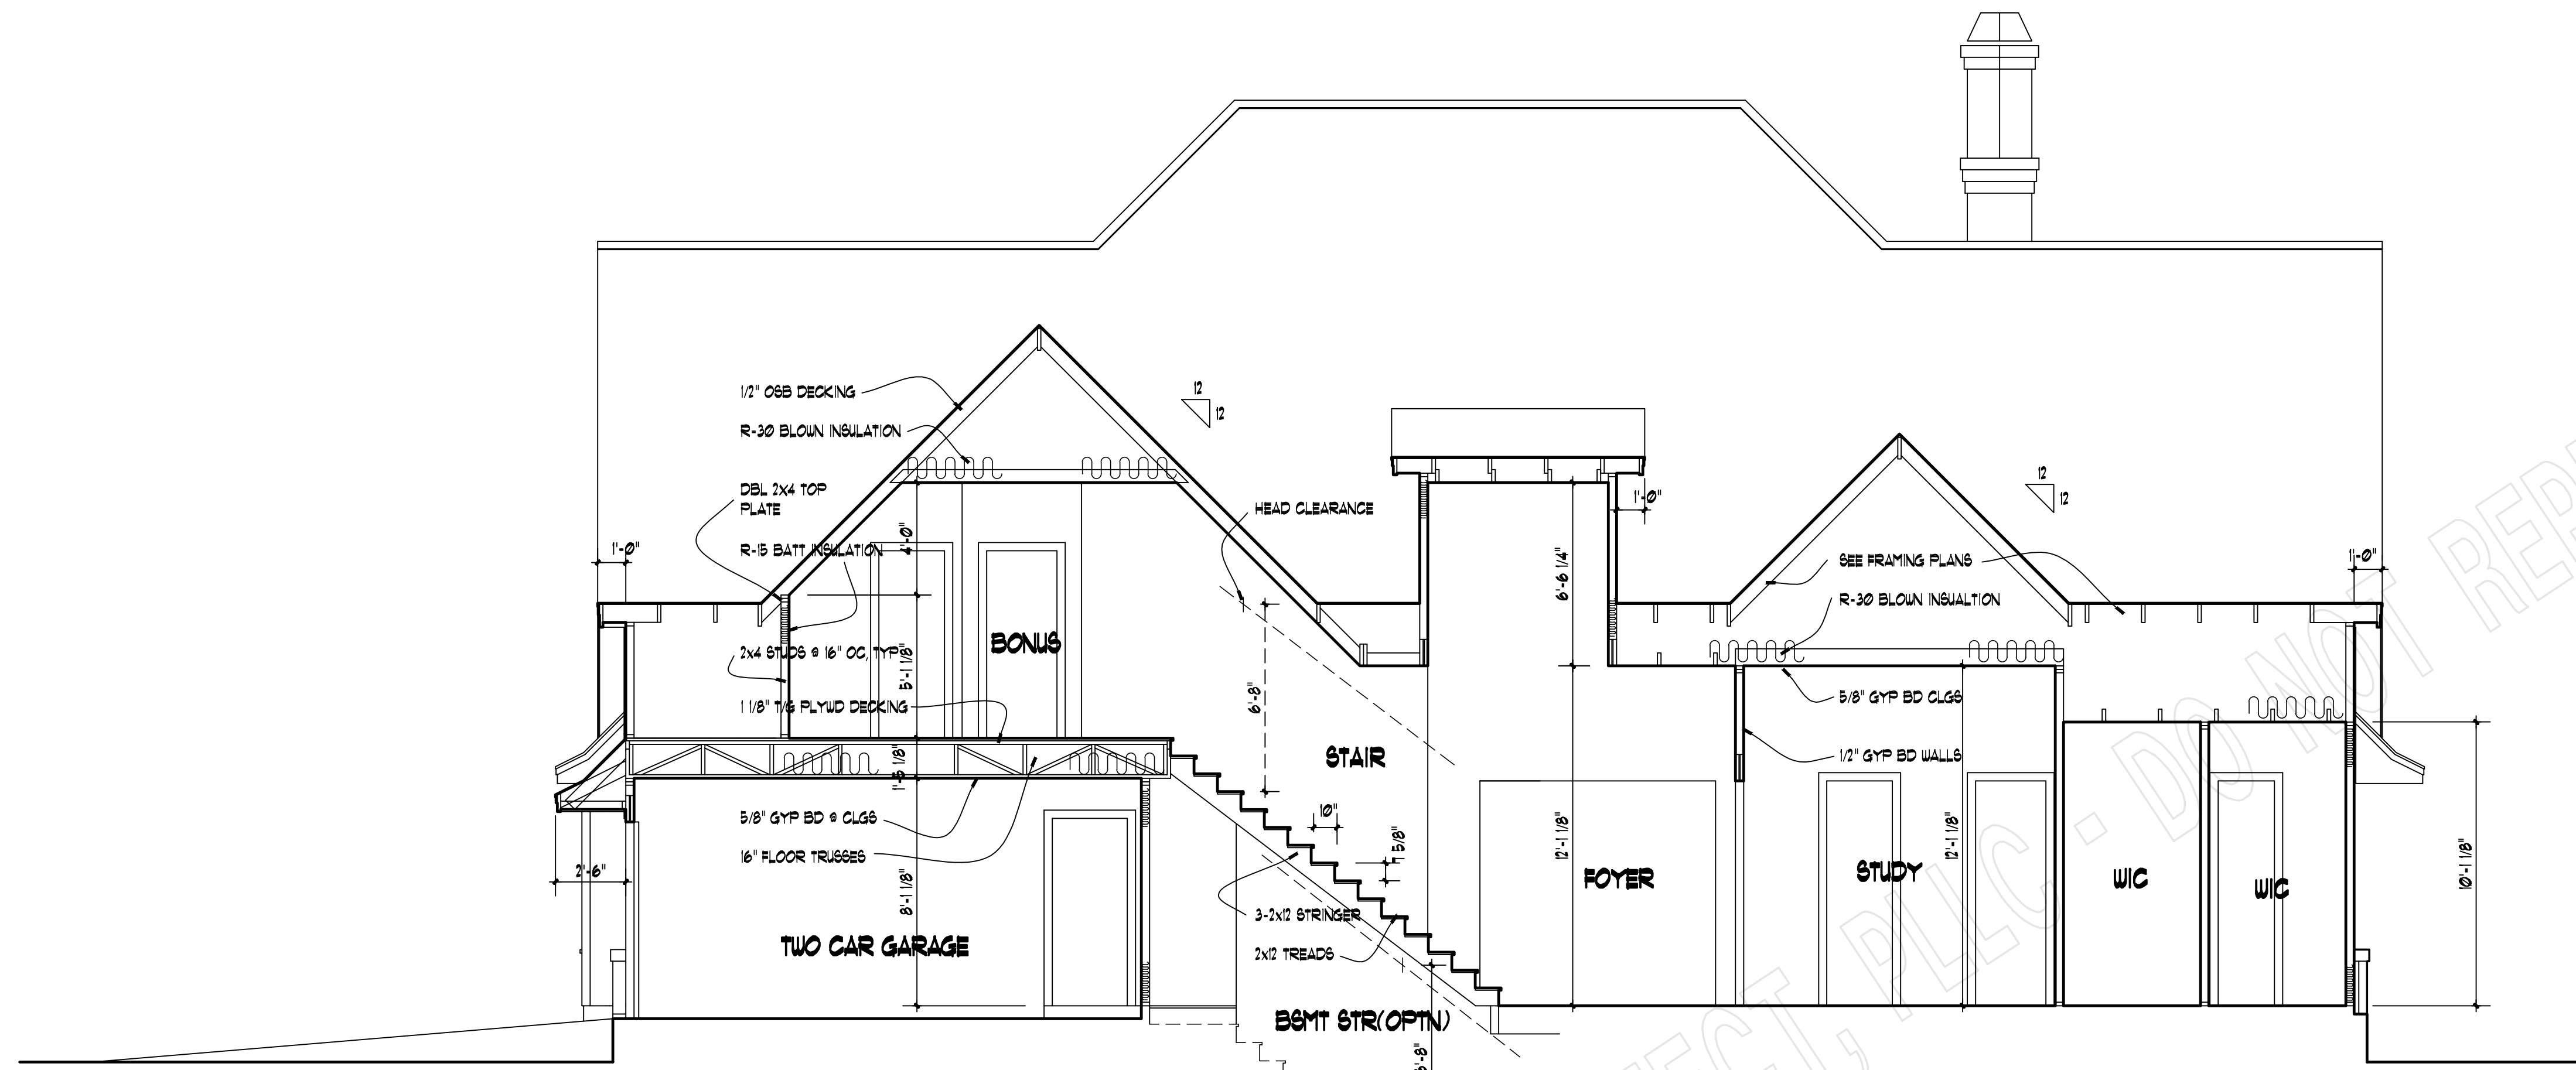 12
12
1/2" OSB DECKING
R-30 BLOWN INSULATION
DBL 2x4 TOP
PLATE
R-15 BATT INSULATION
1'-0"
4'-0"
HEAD CLEARANCE
1'-0"
12
12
6'-6 1/4"
SEE FRAMING PLANS
1'-0"
R-30 BLOWN INSUALTION
BONUS
2x4 STUDS @ 16" OC, TYP
5'-1 1/8"
1 1/8" T/G PLYWD DECKING
6'-8"
5/8" GYP BD CLGS
STAIR
1/2" GYP BD WALLS
1'-5 1/8"
5/8" GYP BD @ CLGS
16" FLOOR TRUSSES
10"
7 5/8"
12'-1 1/8"
12'-1 1/8"
10'-1 1/8"
2'-6"
8'-1 1/8"
FOYER
STUDY
WIC
WIC
3-2x12 STRINGER
2x12 TREADS
TWO CAR GARAGE
BSMT STR(OPTN)
ECT, PLLC - DO NOT REP